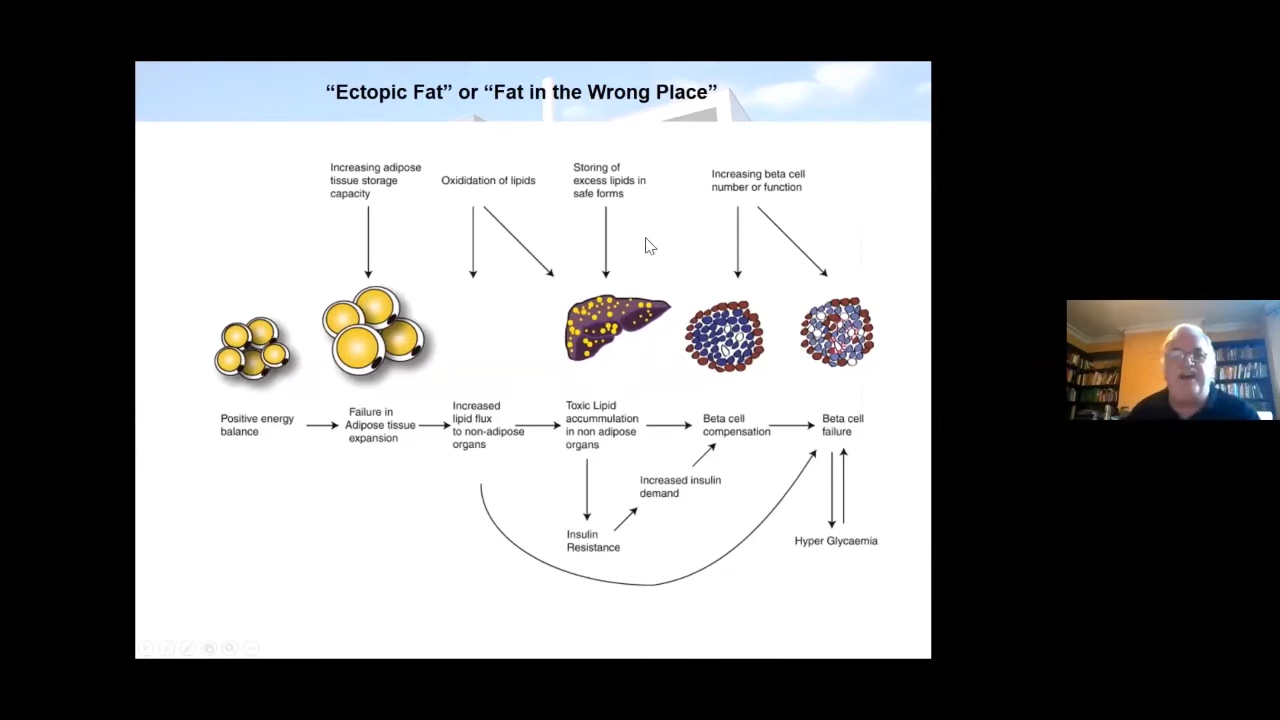 “Ectopic Fat” or “Fat in the Wrong Place”
Increasing adipose
tissue storage
capacity
Oxididation of lipids
Storing of
excess lipids in
safe forms
Increasing beta cell
number or function
Positive energy
balance
Failure in
Adipose tissue
expansion
Increased
lipid flux
to non-adipose
organs
Toxic Lipid
accummulation
in non adipose
organs
Beta cell
compensation
Beta cell
failure
Increased insulin
demand
Insulin
Resistance
Hyper Glycaemia